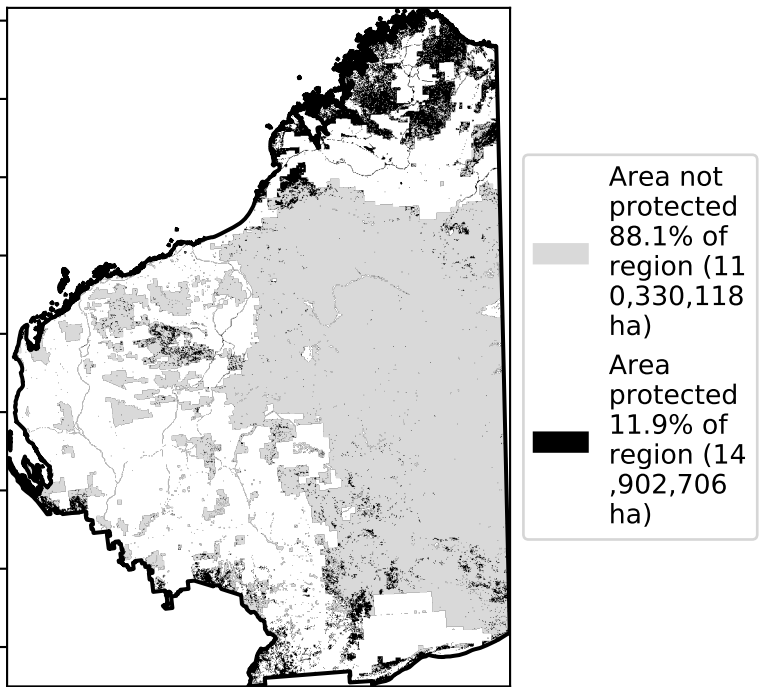 Area not
protected
88.1% of
region (11
0,330,118
ha)
Area
protected
11.9% of
region (14
,902,706
ha)